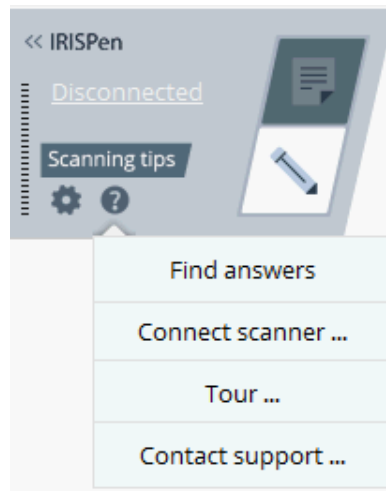 << IRISPen
Disconnected
Scanning tips
?
Find answers
Connect scanner ...
Tour ...
Contact support ...